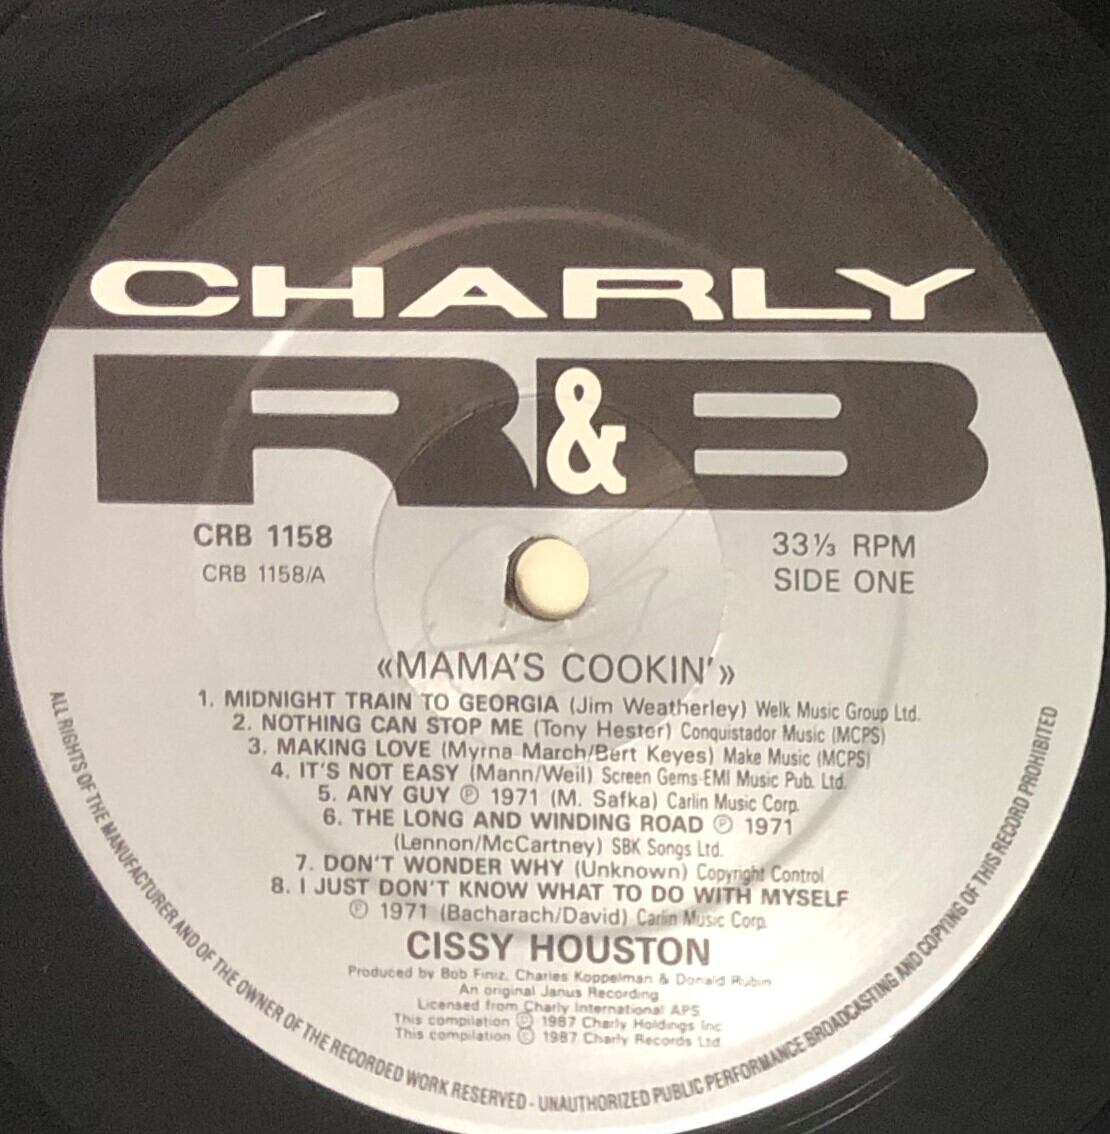 CHARLY
R&B
CRB 1158
CRB 1158/A
33⅓ RPM
SIDE ONE
«MAMA'S COOKIN'»
1. MIDNIGHT TRAIN TO GEORGIA (Jim Weatherley) Welk Music Group Ltd.
2. NOTHING CAN STOP ME (Tony Hester) Conquistador Music (MCPS)
3. MAKING LOVE (Myrna March/Bert Keyes) Make Music (MCPS)
4. IT'S NOT EASY (Mann/Weil) Screen Gems-EMI Music Pub. Ltd.
5. ANY GUY ℗ 1971 (M. Safka) Carlin Music Corp.
6. THE LONG AND WINDING ROAD ℗ 1971
(Lennon/McCartney) SBK Songs Ltd.
7. DON'T WONDER WHY (Unknown) Copyright Control
8. I JUST DON'T KNOW WHAT TO DO WITH MYSELF
℗ 1971 (Bacharach/David) Carlin Music Corp.
CISSY HOUSTON
Produced by Bob Finiz, Charles Koppelman & Donald Rubin
An original Janus Recording
Licensed from Charly International APS
This compilation ℗ 1987 Charly Holdings Inc
This compilation © 1987 Charly Records Ltd
ALL RIGHTS OF THE MANUFACTURER AND OF THE OWNER OF THE RECORDED WORK RESERVED - UNAUTHORIZED PUBLIC PERFORMANCE BROADCASTING AND COPYING OF THIS RECORD PROHIBITED